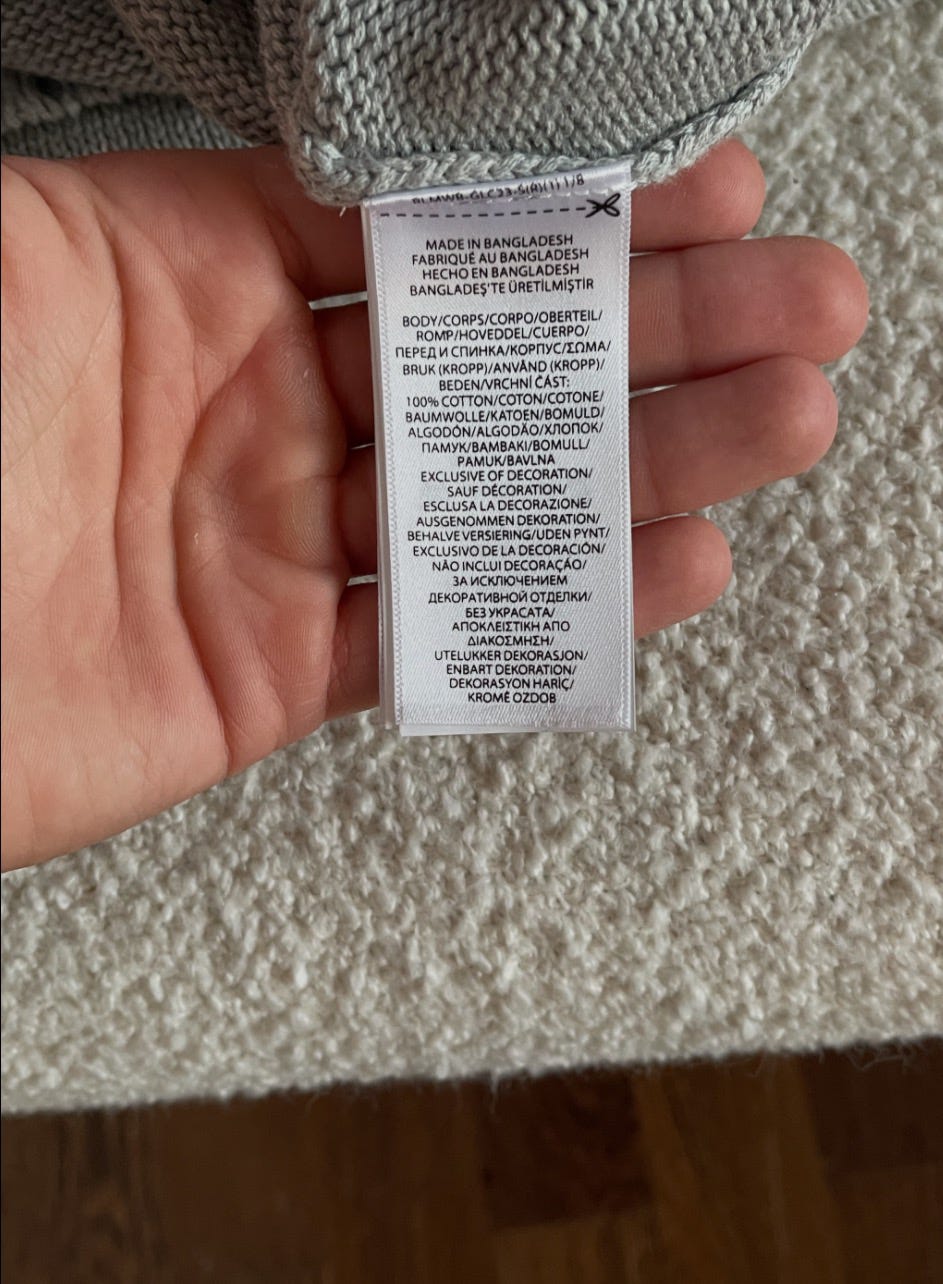 MADE IN BANGLADESH
FABRIQUÉ AU BANGLADESH
HECHO EN BANGLADESH
BANGLADEŞ'TE ÜRETİLMİŞTİR
BODY/CORPS/CORPO/OBERTEIL/
ROMP/HOVEDDEL/CUERPO/
ПЕРЕД И СПИНКА/КОРПУС/ΣΩΜΑ/
BRUK (KROPP)/ANVÄND (KROPP)/
BEDEN/VRCHNÍ ČÁST:
100% COTTON/COTON/COTONE/
BAUMWOLLE/KATOEN/BOMULD/
ALGODÓN/ALGODÃO/ХЛОПОК/
ПАМУК/ΒΑΜΒΑΚΙ/BOMULL/
PAMUK/BAVLNA
EXCLUSIVE OF DECORATION/
SAUF DÉCORATION/
ESCLUSA LA DECORAZIONE/
AUSGENOMMEN DEKORATION/
BEHALVE VERSIERING/UDEN PYNT/
EXCLUSIVO DE LA DECORACIÓN/
NÃO INCLUI DECORAÇÃO/
ЗА ИСКЛЮЧЕНИЕМ
ДЕКОРАТИВНОЙ ОТДЕЛКИ/
БЕЗ УКРАСАТА/
ΑΠΟΚΛΕΙΣΤΙΚΗ ΑΠΟ
ΔΙΑΚΟΣΜΗΣΗ/
UTELUKKER DEKORASJON/
ENBART DEKORATION/
DEKORASYON HARİÇ/
KROMĚ OZDOB